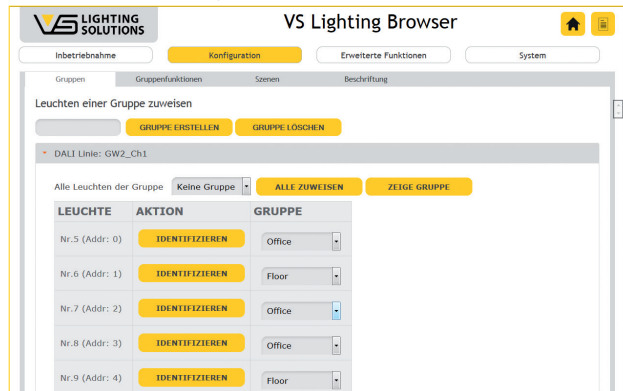 VS LIGHTING SOLUTIONS
VS Lighting Browser
Inbetriebnahme Konfiguration Erweiterte Funktionen System
Gruppen Gruppenfunktionen Szenen Beschriftung
Leuchten einer Gruppe zuweisen
GRUPPE ERSTELLEN GRUPPE LÖSCHEN
DALI Linie: GW2_Ch1
Alle Leuchten der Gruppe Keine Gruppe ALLE ZUWEISEN ZEIGE GRUPPE
LEUCHTE AKTION GRUPPE
Nr.5 (Addr: 0) IDENTIFIZIEREN Office
Nr.6 (Addr: 1) IDENTIFIZIEREN Floor
Nr.7 (Addr: 2) IDENTIFIZIEREN Office
Nr.8 (Addr: 3) IDENTIFIZIEREN Office
Nr.9 (Addr: 4) IDENTIFIZIEREN Floor